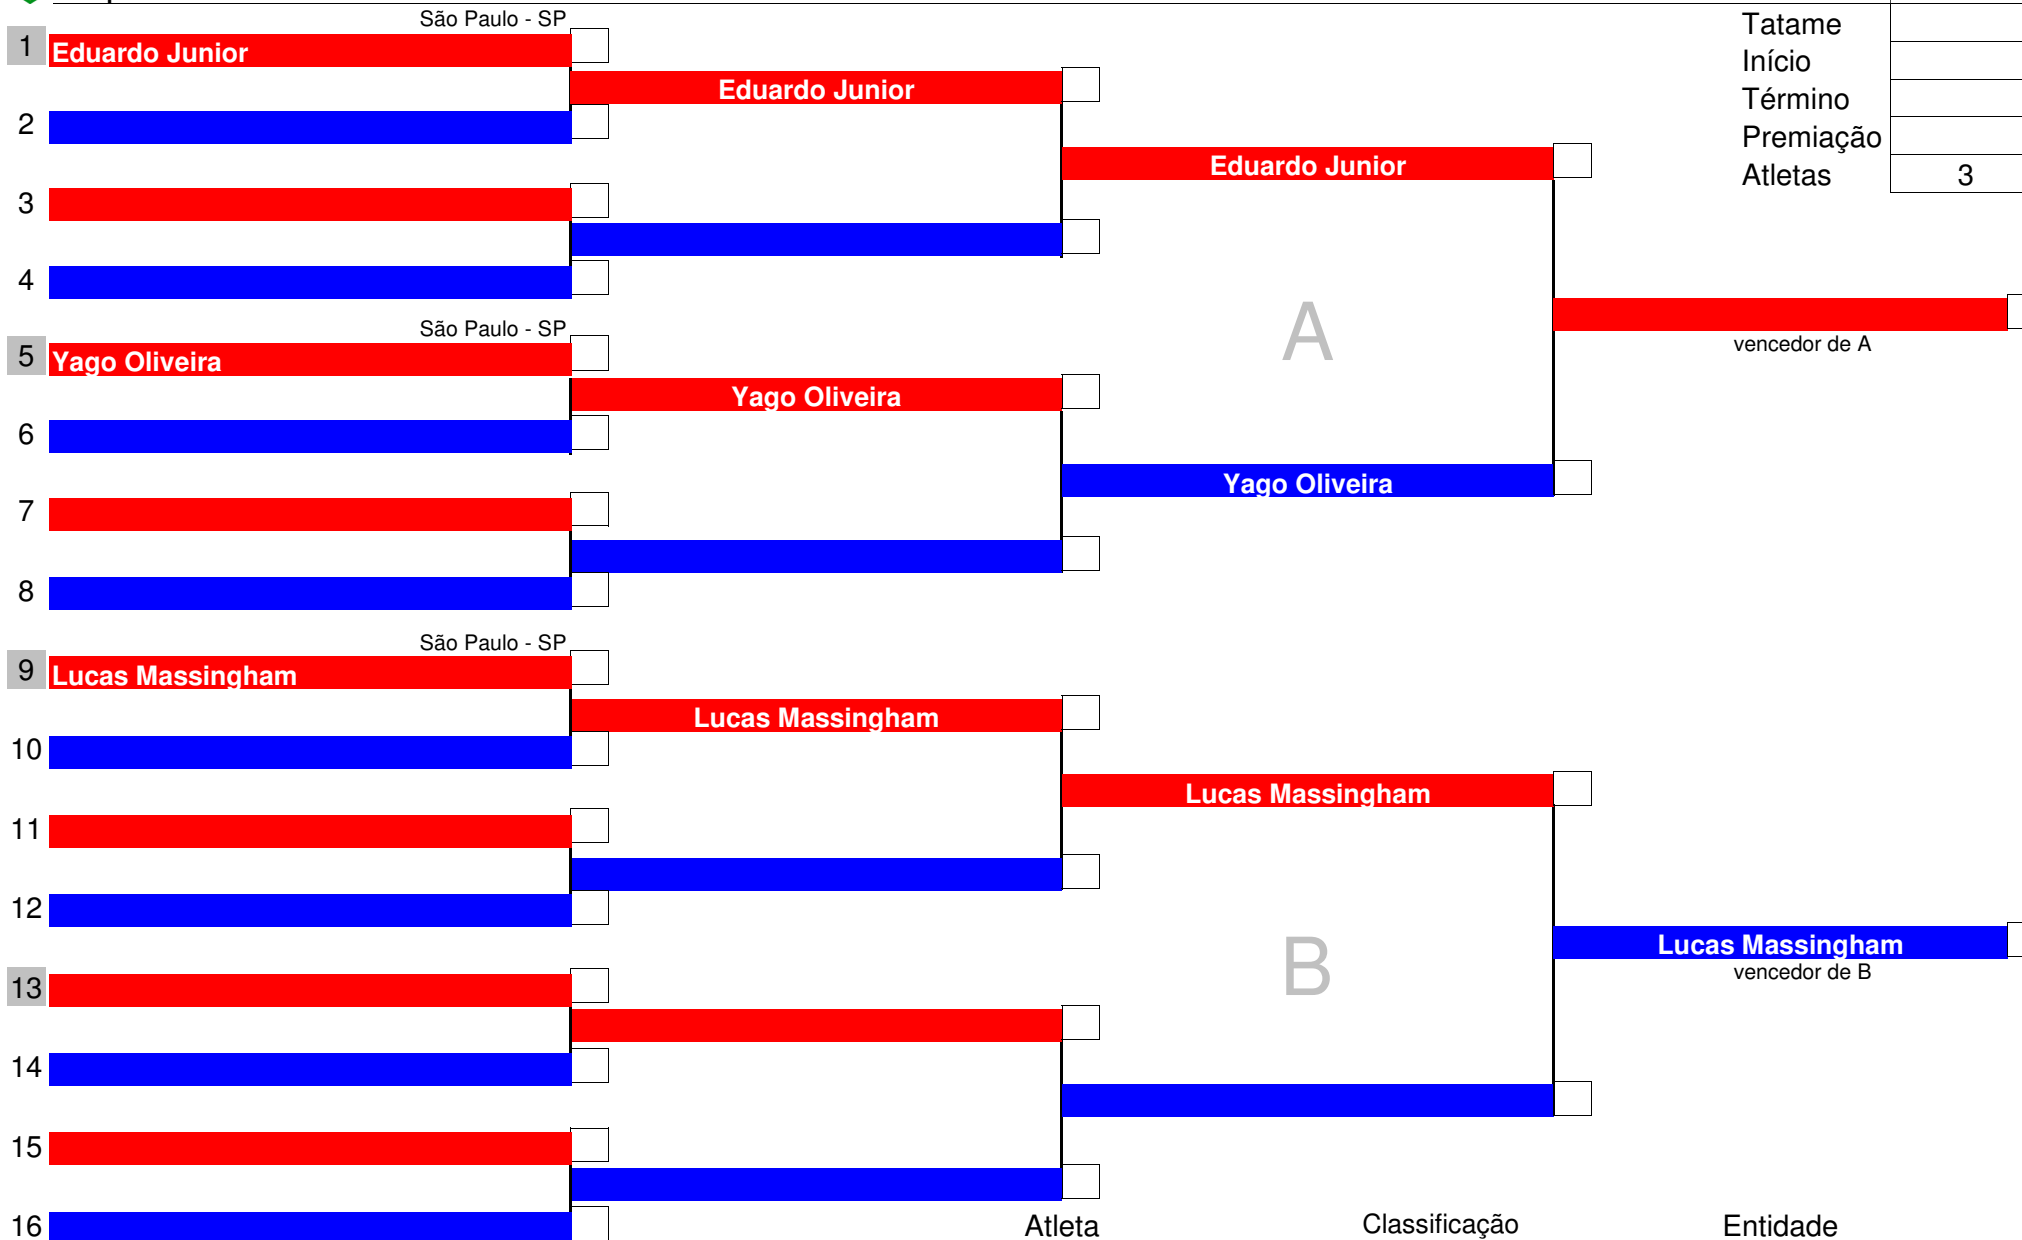 São Paulo - SP
Tatame
1 Eduardo Junior
Início
Eduardo Junior
Término
2
Premiação
Eduardo Junior
Atletas 3
3
4
São Paulo - SP
A
vencedor de A
5 Yago Oliveira
Yago Oliveira
6
Yago Oliveira
7
8
São Paulo - SP
9 Lucas Massingham
Lucas Massingham
10
Lucas Massingham
11
12
Lucas Massingham
B
vencedor de B
13
14
15
16
Atleta Classificação Entidade